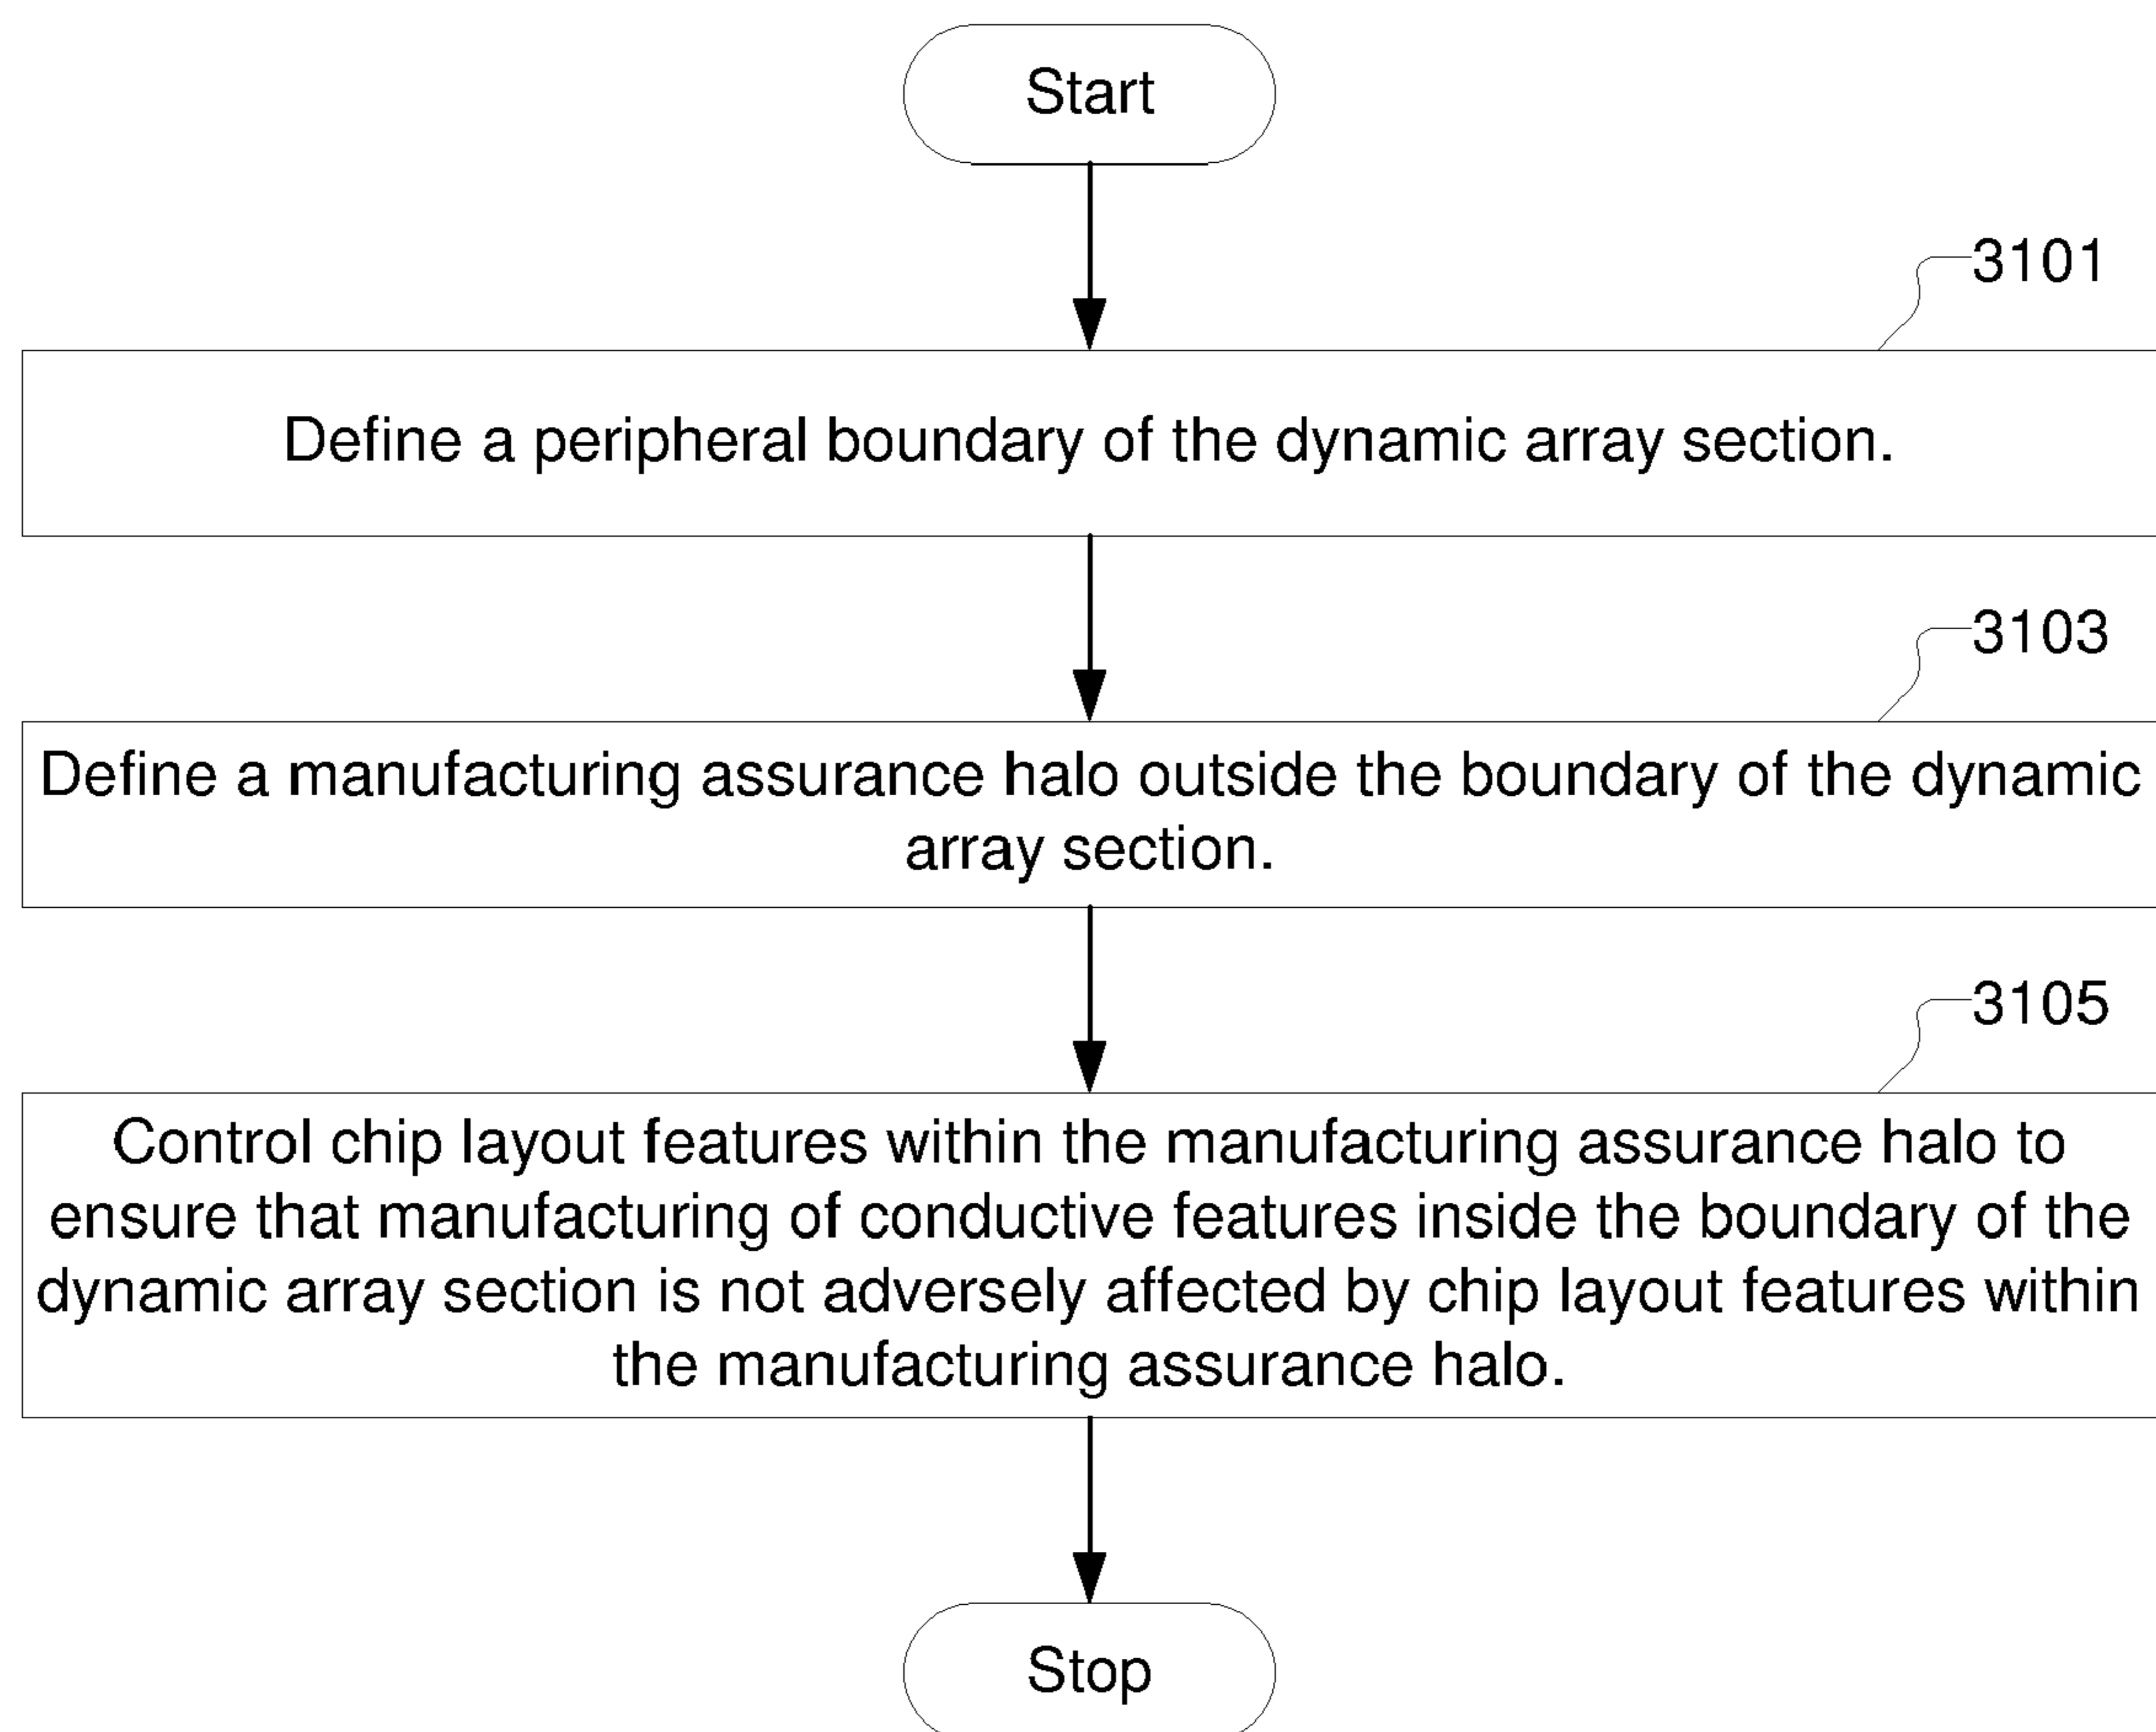 Start
3101
Define a peripheral boundary of the dynamic array section.
3103
Define a manufacturing assurance halo outside the boundary of the dynamic
array section.
3105
Control chip layout features within the manufacturing assurance halo to
ensure that manufacturing of conductive features inside the boundary of the
dynamic array section is not adversely affected by chip layout features within
the manufacturing assurance halo.
Stop